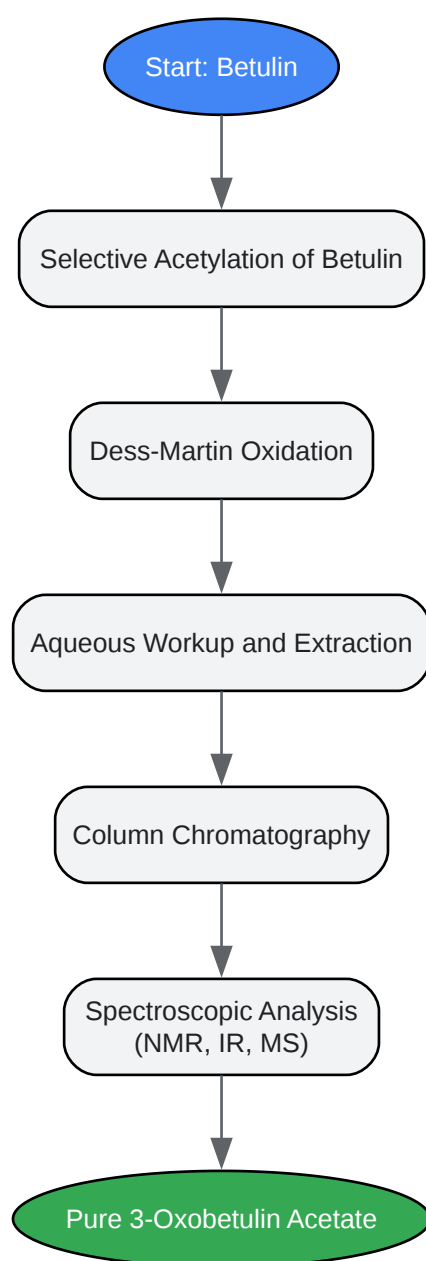 Start: Betulin
Selective Acetylation of Betulin
Dess-Martin Oxidation
Aqueous Workup and Extraction
Column Chromatography
Spectroscopic Analysis
(NMR, IR, MS)
Pure 3-Oxobetulin Acetate